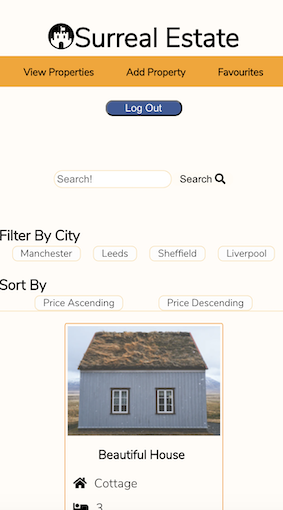 Surreal Estate
View Properties Add Property Favourites
Log Out
Search! Search
Filter By City
Manchester Leeds Sheffield Liverpool
Sort By
Price Ascending Price Descending
Beautiful House
Cottage
3